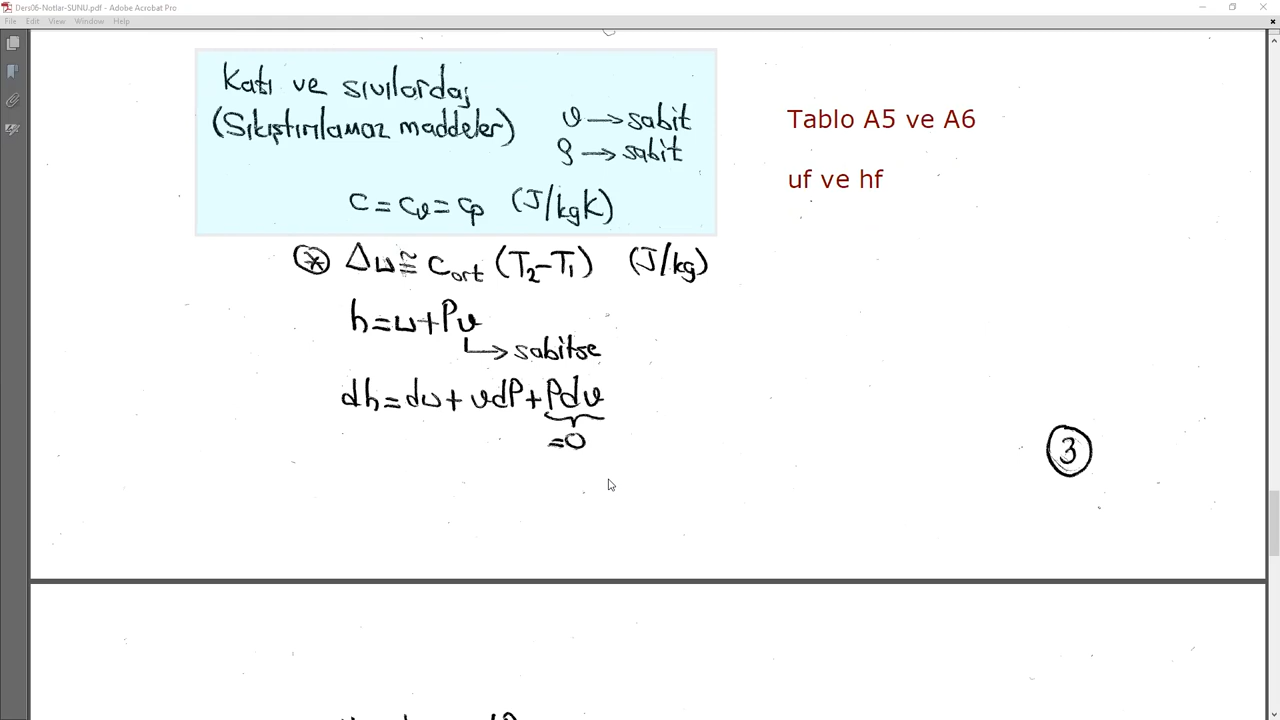 Ders06-Notlar-SUNU.pdf - Adobe Acrobat Pro
File Edit View Window Help
Katı ve sıvılarda;
(Sıkıştırılamaz maddeler)
υ → sabit
ρ → sabit
c = cυ = cp (J/kgK)
Tablo A5 ve A6
uf ve hf
* Δu ≅ Cort (T2-T1) (J/kg)
h=u+Pυ
→ sabitse
dh=du+υdP+Pdυ
=0
3